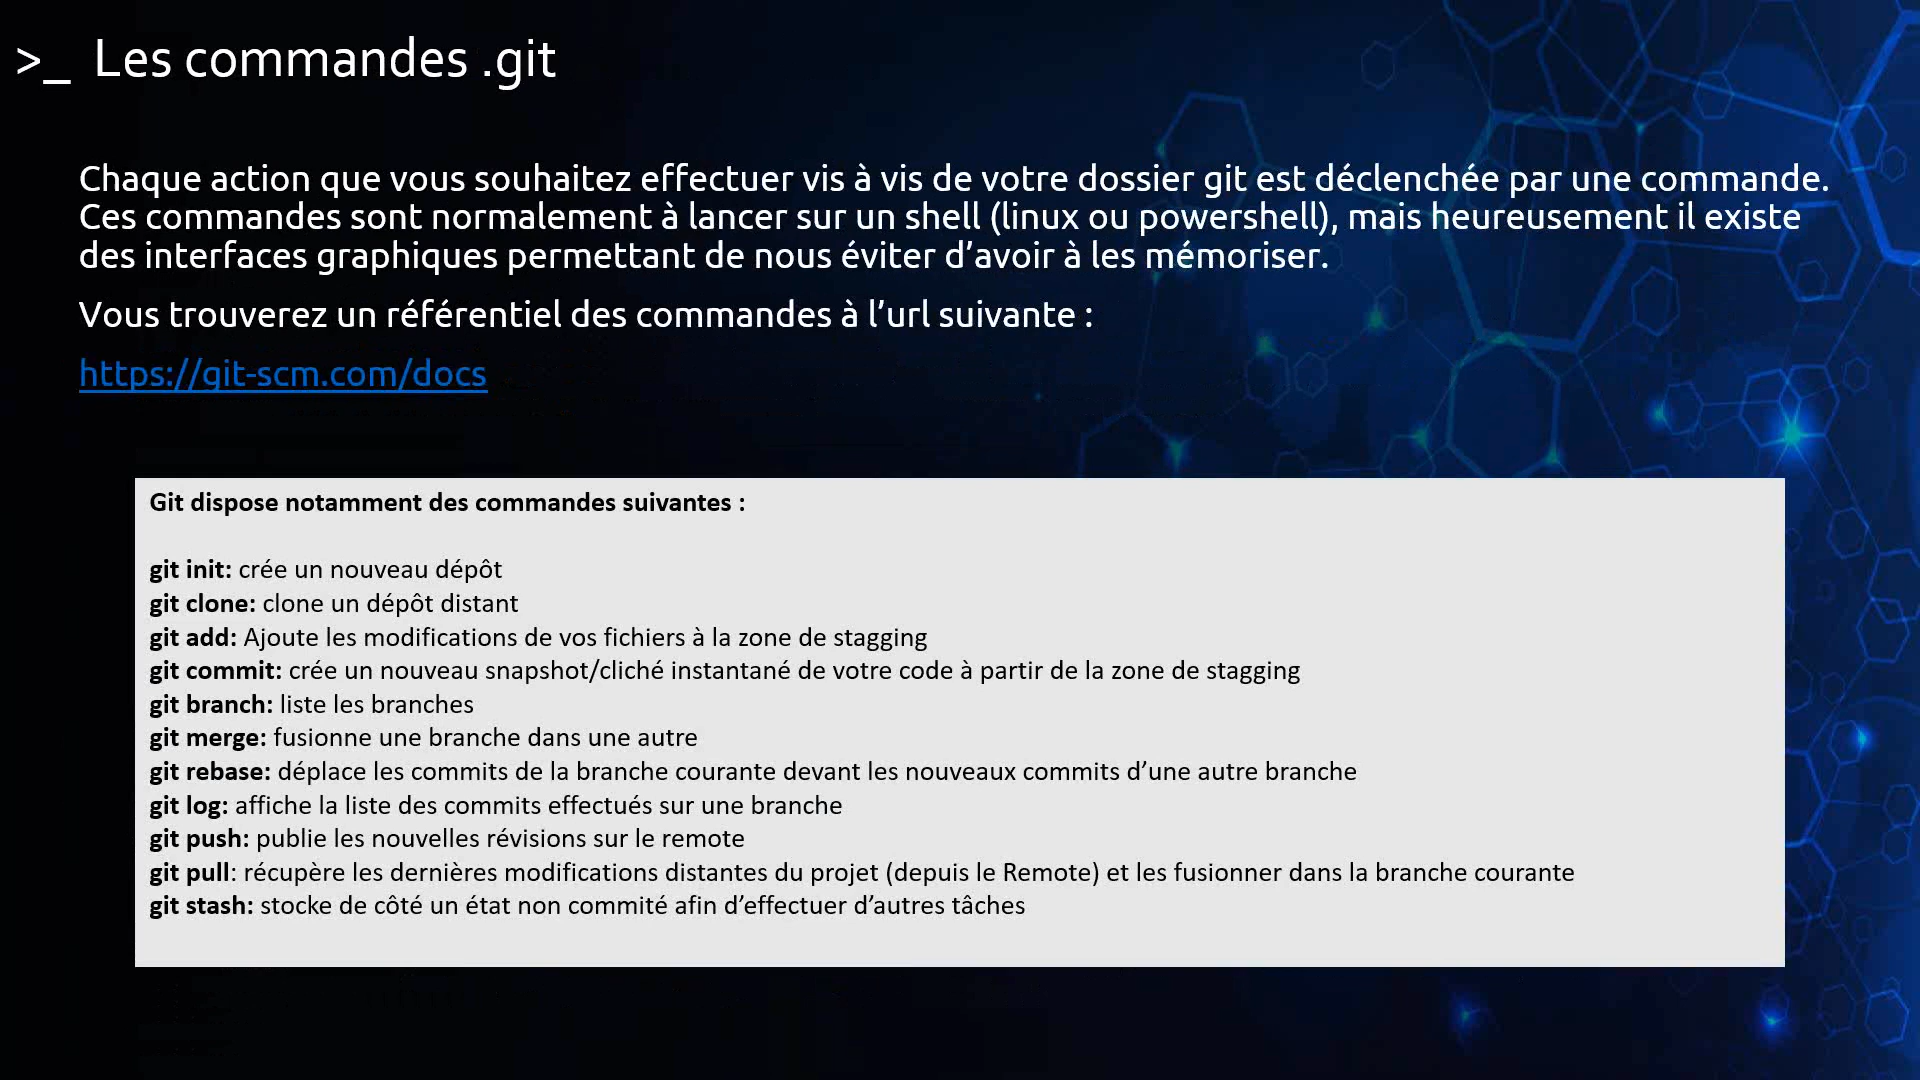 >_ Les commandes .git
Chaque action que vous souhaitez effectuer vis à vis de votre dossier git est déclenchée par une commande.
Ces commandes sont normalement à lancer sur un shell (linux ou powershell), mais heureusement il existe
des interfaces graphiques permettant de nous éviter d’avoir à les mémoriser.
Vous trouverez un référentiel des commandes à l’url suivante :
https://git-scm.com/docs
Git dispose notamment des commandes suivantes :
git init: crée un nouveau dépôt
git clone: clone un dépôt distant
git add: Ajoute les modifications de vos fichiers à la zone de stagging
git commit: crée un nouveau snapshot/cliché instantané de votre code à partir de la zone de stagging
git branch: liste les branches
git merge: fusionne une branche dans une autre
git rebase: déplace les commits de la branche courante devant les nouveaux commits d’une autre branche
git log: affiche la liste des commits effectués sur une branche
git push: publie les nouvelles révisions sur le remote
git pull: récupère les dernières modifications distantes du projet (depuis le Remote) et les fusionner dans la branche courante
git stash: stocke de côté un état non commité afin d’effectuer d’autres tâches